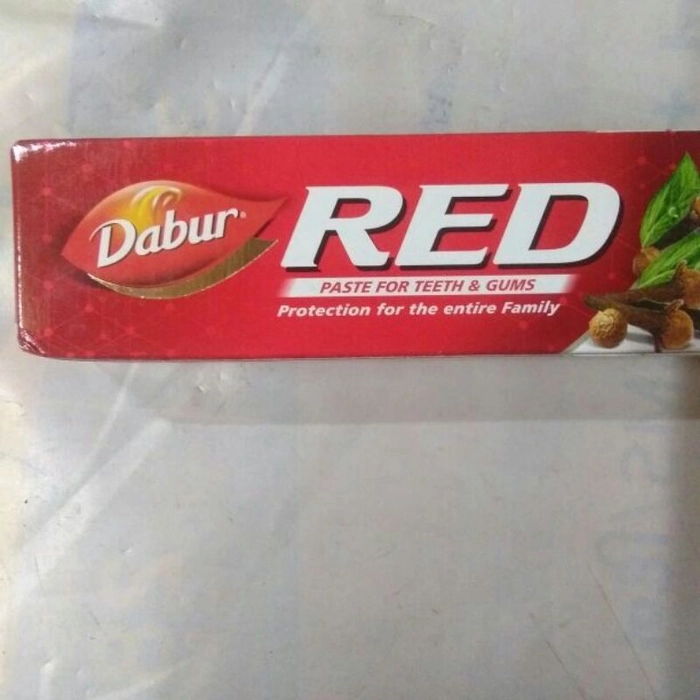 Dabur
RED
PASTE FOR TEETH & GUMS
Protection for the entire Family